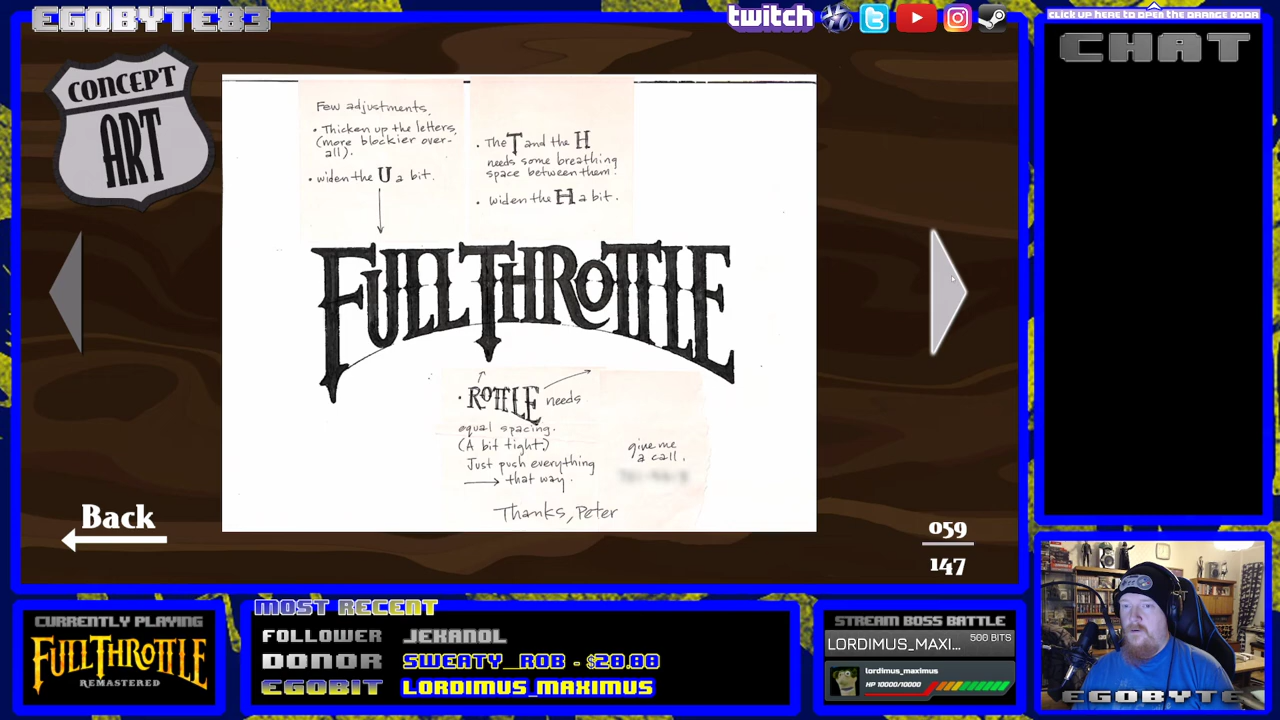 EGOBYTE83
twitch
CLICK UP HERE TO OPEN THE ORANGE DOOR
CHAT
CONCEPT
ART
Few adjustments,
• Thicken up the letters,
(more blockier over-
all).
• widen the U a bit.
• The T and the H
needs some breathing
space between them.
• widen the H a bit.
FULL THROTTLE
• ROTTLE needs
equal spacing.
(A bit tight)
Just push everything
that way.
give me
a call.
Thanks, Peter
Back
059
147
CURRENTLY PLAYING
FULL THROTTLE
REMASTERED
MOST RECENT
FOLLOWER JEKANOL
DONOR SWEATY_ROB - $20.00
EGOBIT LORDIMUS_MAXIMUS
STREAM BOSS BATTLE
LORDIMUS_MAXI... 500 BITS
lordimus_maximus
HP 10000/10000
EGOBYTE